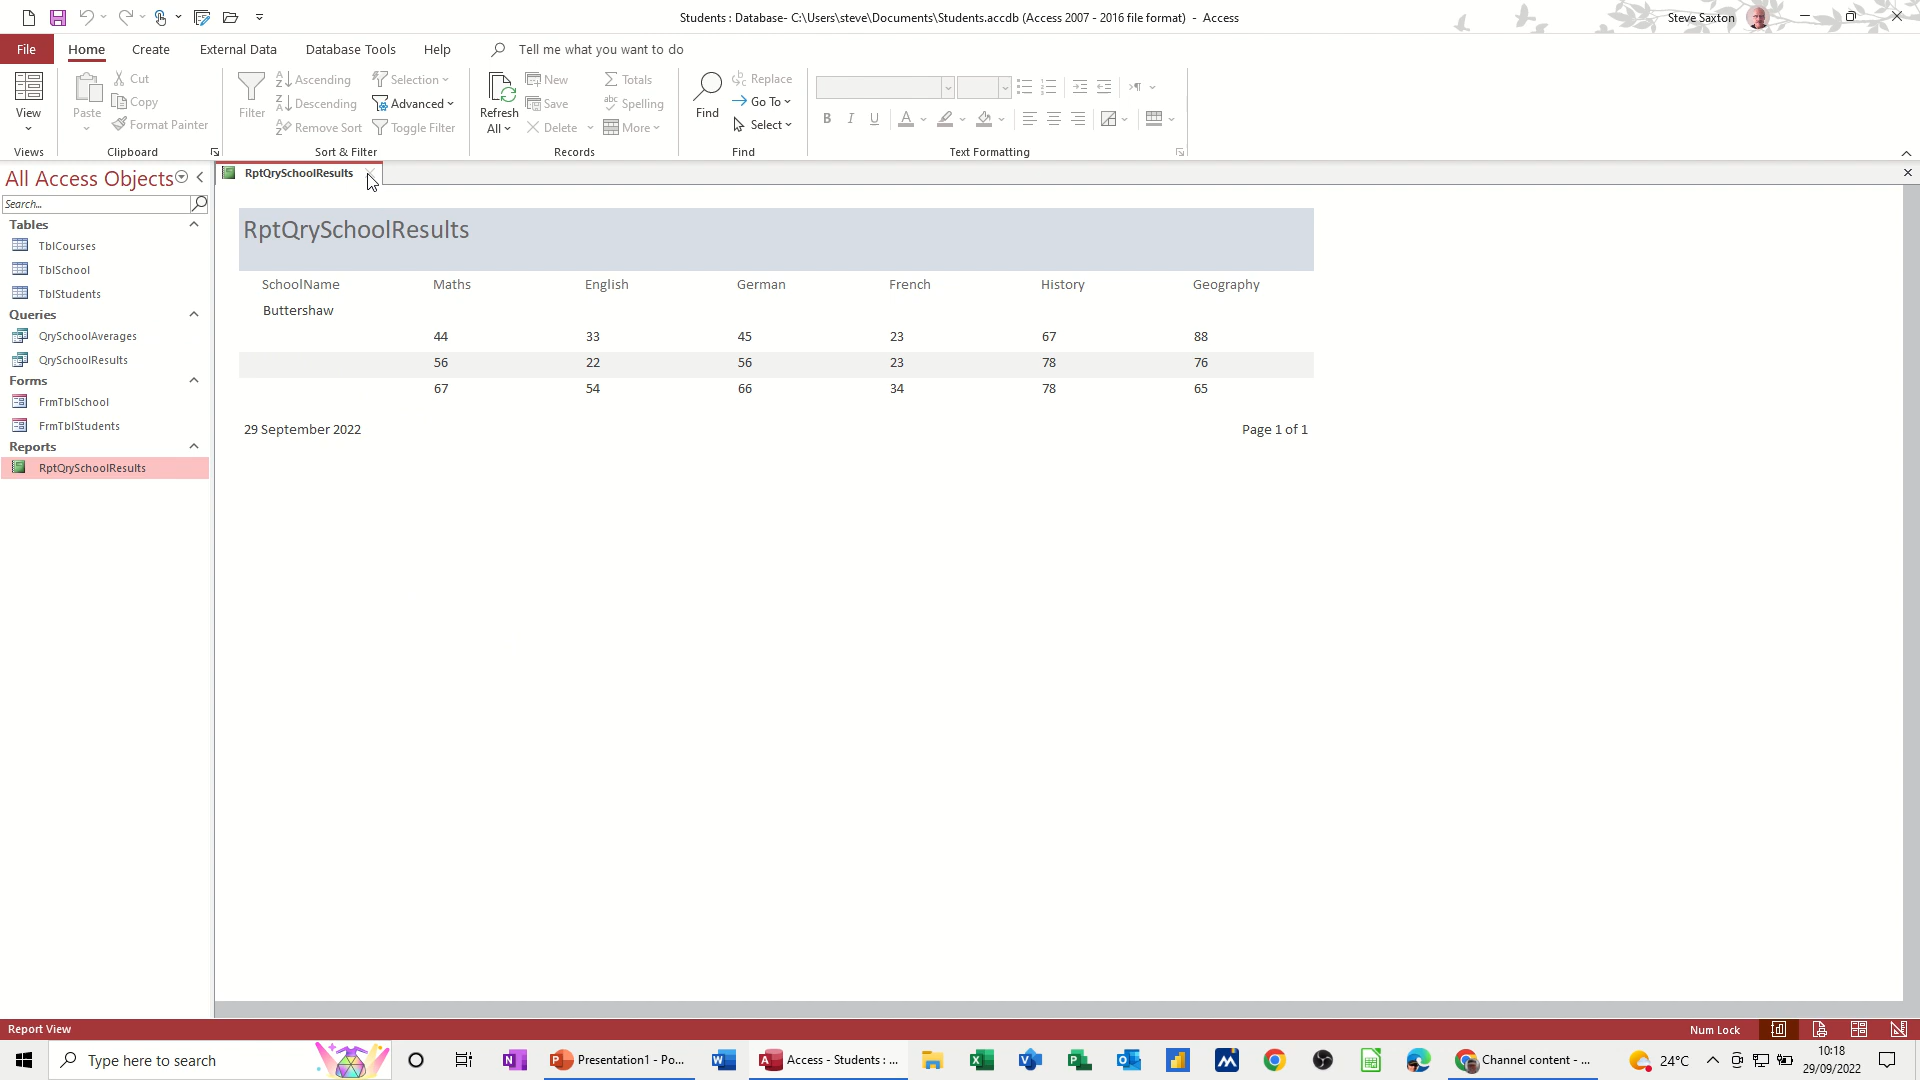 Students : Database- C:\Users\steve\Documents\Students.accdb (Access 2007 - 2016 file format)  -  Access
Steve Saxton
File
Home
Create
External Data
Database Tools
Help
Tell me what you want to do
View
Views
Paste
Cut
Copy
Format Painter
Clipboard
Filter
Ascending
Descending
Remove Sort
Selection
Advanced
Toggle Filter
Sort & Filter
Refresh
All
New
Save
Delete
Totals
Spelling
More
Records
Find
Replace
Go To
Select
Find
B I U A
Text Formatting
All Access Objects
Search...
Tables
TblCourses
TblSchool
TblStudents
Queries
QrySchoolAverages
QrySchoolResults
Forms
FrmTblSchool
FrmTblStudents
Reports
RptQrySchoolResults
RptQrySchoolResults
RptQrySchoolResults
SchoolName Maths English German French History Geography
Buttershaw
44 33 45 23 67 88
56 22 56 23 78 76
67 54 66 34 78 65
29 September 2022 Page 1 of 1
Report View
Num Lock
Type here to search
Presentation1 - Po...
Access - Students : ...
Channel content - ...
24°C
10:18
29/09/2022